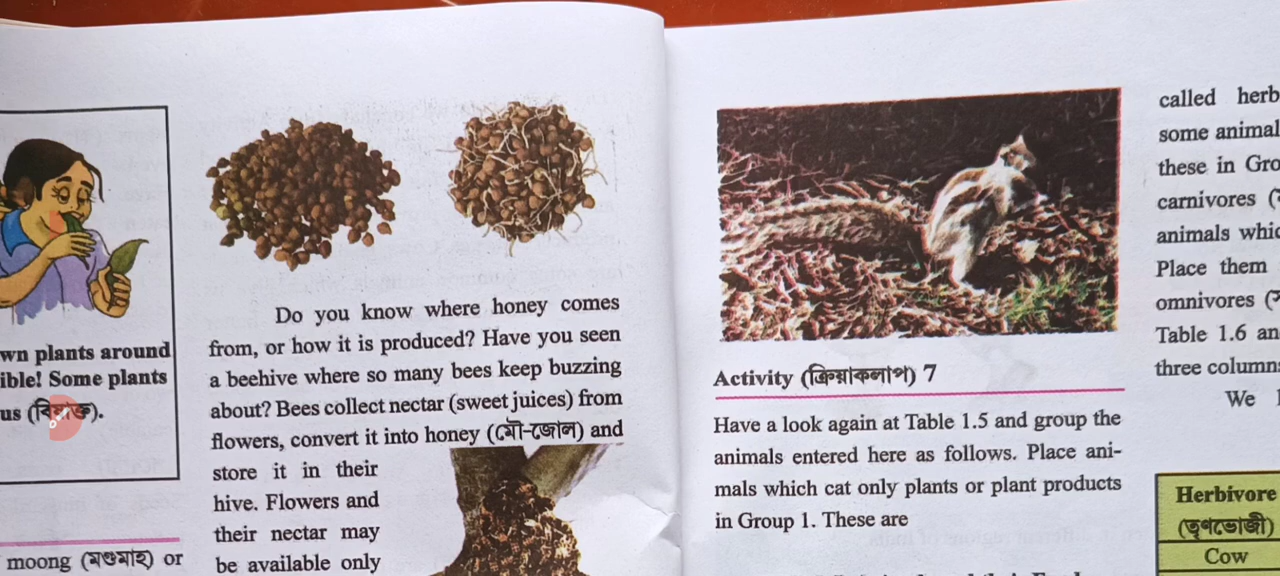 wn plants around
ible! Some plants
us (বিষাক্ত).
moong (মণ্ডমাহ) or
Do you know where honey comes
from, or how it is produced? Have you seen
a beehive where so many bees keep buzzing
about? Bees collect nectar (sweet juices) from
flowers, convert it into honey (মৌ-জোল) and
store it in their
hive. Flowers and
their nectar may
be available only
Activity (ক্রিয়াকলাপ) 7
Have a look again at Table 1.5 and group the
animals entered here as follows. Place ani-
mals which cat only plants or plant products
in Group 1. These are
called herb
some animal
these in Gro
carnivores (
animals whic
Place them
omnivores (
Table 1.6 an
three column
We
Herbivore
(তৃণভোজী)
Cow